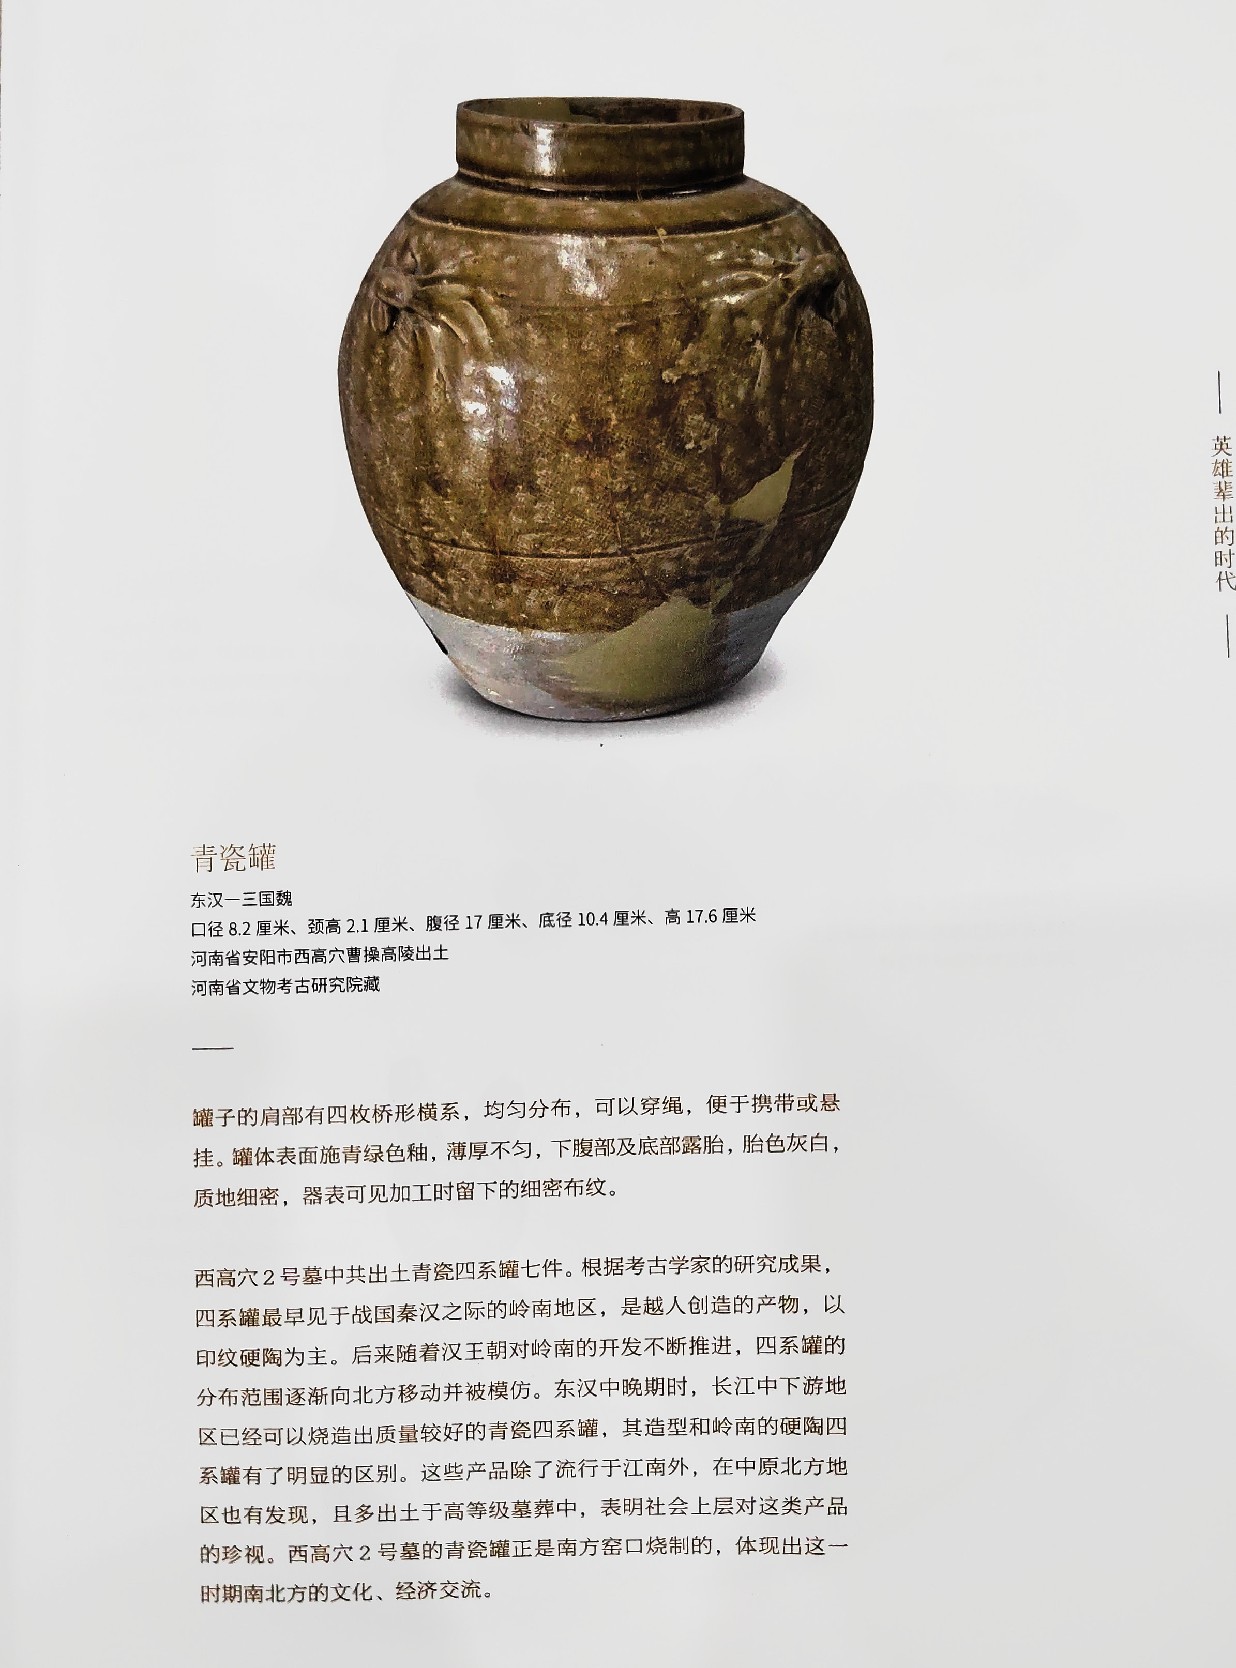 英雄辈出的时代
青瓷罐
东汉—三国魏
口径 8.2 厘米、颈高 2.1 厘米、腹径 17 厘米、底径 10.4 厘米、高 17.6 厘米
河南省安阳市西高穴曹操高陵出土
河南省文物考古研究院藏
罐子的肩部有四枚桥形横系，均匀分布，可以穿绳，便于携带或悬
挂。罐体表面施青绿色釉，薄厚不匀，下腹部及底部露胎，胎色灰白，
质地细密，器表可见加工时留下的细密布纹。
西高穴 2 号墓中共出土青瓷四系罐七件。根据考古学家的研究成果，
四系罐最早见于战国秦汉之际的岭南地区，是越人创造的产物，以
印纹硬陶为主。后来随着汉王朝对岭南的开发不断推进，四系罐的
分布范围逐渐向北方移动并被模仿。东汉中晚期时，长江中下游地
区已经可以烧造出质量较好的青瓷四系罐，其造型和岭南的硬陶四
系罐有了明显的区别。这些产品除了流行于江南外，在中原北方地
区也有发现，且多出土于高等级墓葬中，表明社会上层对这类产品
的珍视。西高穴 2 号墓的青瓷罐正是南方窑口烧制的，体现出这一
时期南北方的文化、经济交流。